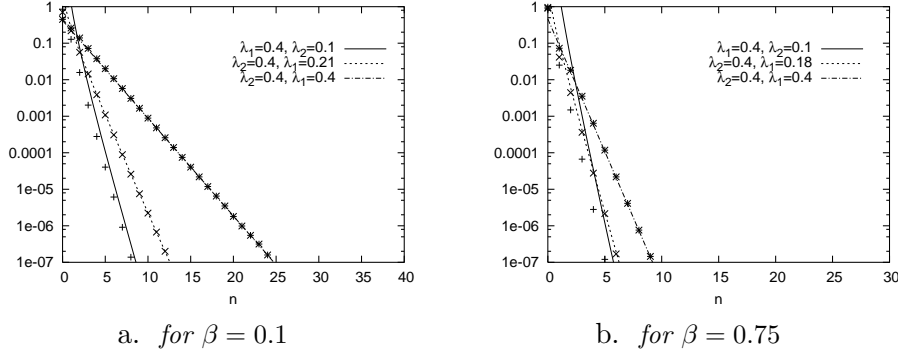 1
0.1
0.01
0.001
0.0001
1e-05
1e-06
1e-07
0 5 10 15 20 25 30 35 40
n
λ1=0.4, λ2=0.1
λ2=0.4, λ1=0.21
λ2=0.4, λ1=0.4
a. for β = 0.1
1
0.1
0.01
0.001
0.0001
1e-05
1e-06
1e-07
0 5 10 15 20 25 30
n
λ1=0.4, λ2=0.1
λ2=0.4, λ1=0.18
λ2=0.4, λ1=0.4
b. for β = 0.75